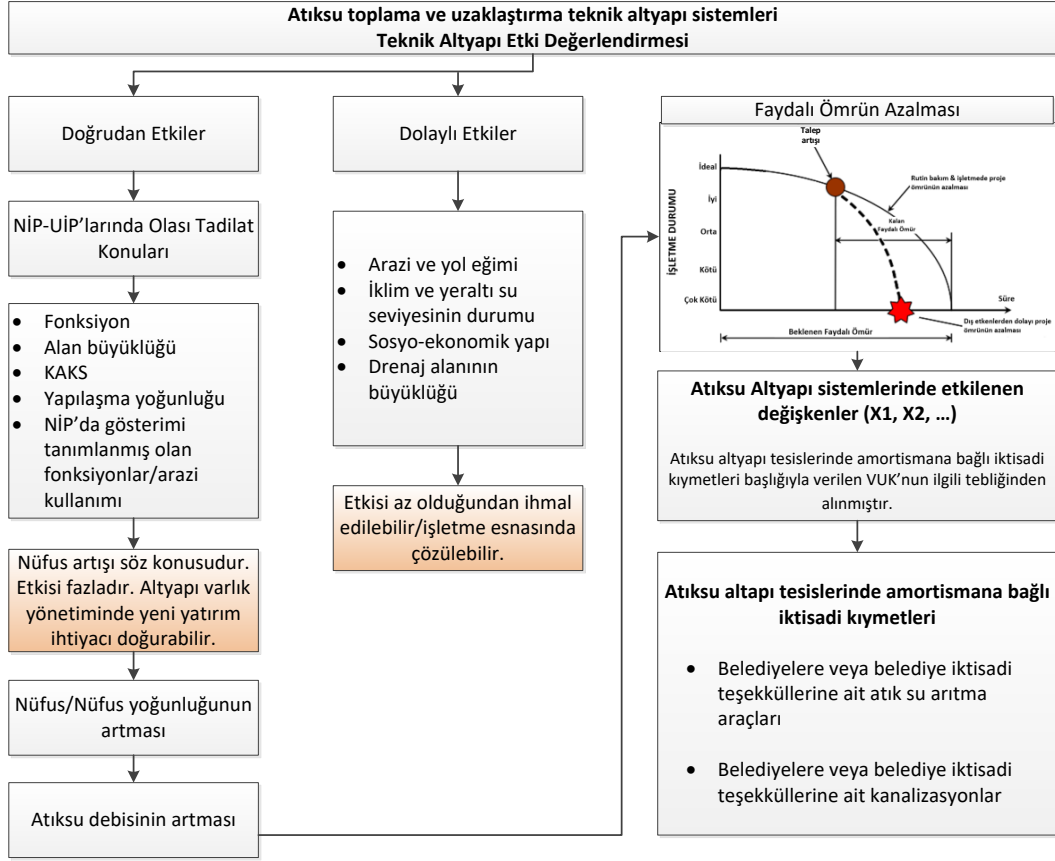 Atıksu toplama ve uzaklaştırma teknik altyapı sistemleri
Teknik Altyapı Etki Değerlendirmesi
Doğrudan Etkiler
NİP-UİP’larında Olası Tadilat
Konuları
• Fonksiyon
• Alan büyüklüğü
• KAKS
• Yapılaşma yoğunluğu
• NİP’da gösterimi
tanımlanmış olan
fonksiyonlar/arazi
kullanımı
Nüfus artışı söz konusudur.
Etkisi fazladır. Altyapı varlık
yönetiminde yeni yatırım
ihtiyacı doğurabilir.
Nüfus/Nüfus yoğunluğunun
artması
Atıksu debisinin artması
Dolaylı Etkiler
• Arazi ve yol eğimi
• İklim ve yeraltı su
seviyesinin durumu
• Sosyo-ekonomik yapı
• Drenaj alanının
büyüklüğü
Etkisi az olduğundan ihmal
edilebilir/işletme esnasında
çözülebilir.
Faydalı Ömrün Azalması
Talep
artışı
İŞLETME DURUMU
İdeal
İyi
Orta
Kötü
Çok Kötü
Rutin bakım & işletmede proje
ömrünün azalması
Kalan
Faydalı Ömür
Süre
Beklenen Faydalı Ömür
Dış etkenlerden dolayı proje
ömrünün azalması
Atıksu Altyapı sistemlerinde etkilenen
değişkenler (X1, X2, ...)
Atıksu altyapı tesislerinde amortismana bağlı iktisadi
kıymetleri başlığıyla verilen VUK’nun ilgili tebliğinden
alınmıştır.
Atıksu altapı tesislerinde amortismana bağlı
iktisadi kıymetleri
• Belediyelere veya belediye iktisadi
teşekküllerine ait atık su arıtma
araçları
• Belediyelere veya belediye iktisadi
teşekküllerine ait kanalizasyonlar